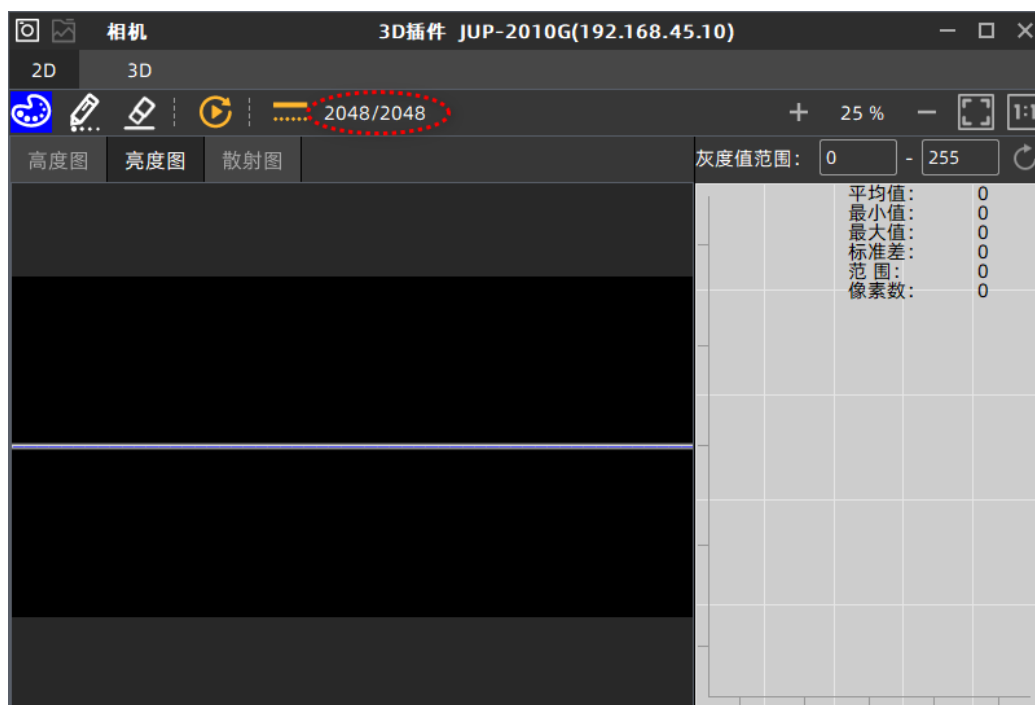 相机 3D插件 JUP-2010G(192.168.45.10)
2D 3D
2048/2048 25 % 1:1
高度图 亮度图 散射图 灰度值范围： 0 - 255
平均值： 0
最小值： 0
最大值： 0
标准差： 0
范 围： 0
像素数： 0